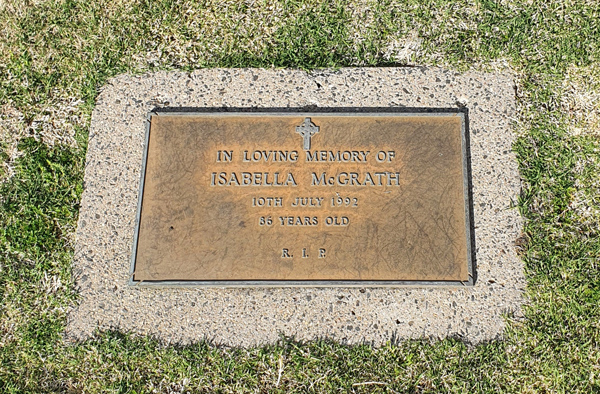 IN LOVING MEMORY OF
ISABELLA McGRATH
10TH JULY 1992
86 YEARS OLD
R. I. P.